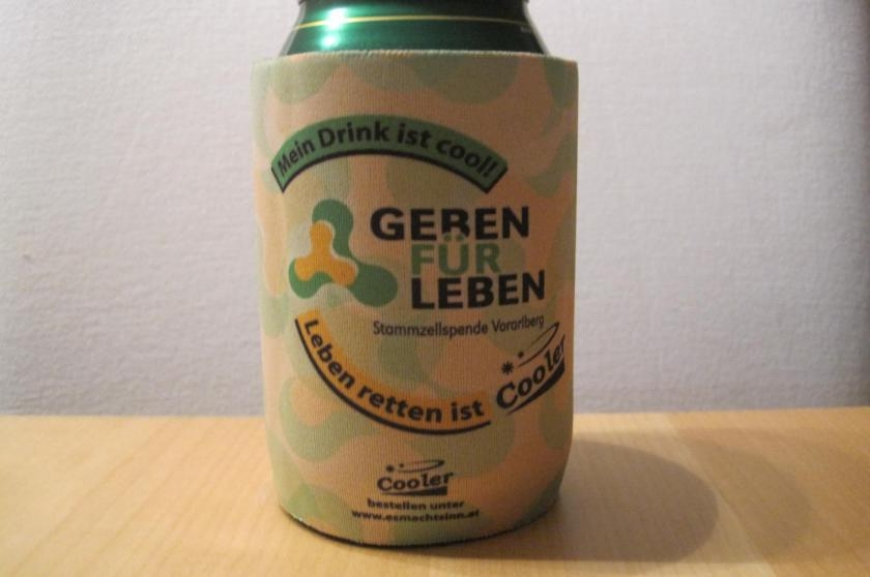 Mein Drink ist cool!
GEBEN
FÜR
LEBEN
Stammzellspende Vorarlberg
Leben retten ist Cooler
Cooler
bestellen unter
www.esmachtsinn.at